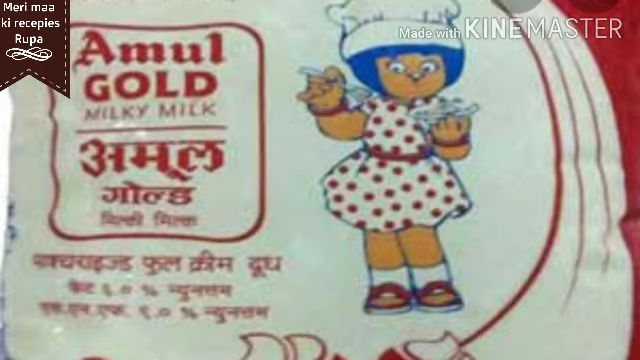 Meri maa
ki recepies
Rupa
Made with KINEMASTER
Amul
GOLD
MILKY MILK
अमूल
गोल्ड
मिल्की मिल्क
पाश्चराइज्ड फुल क्रीम दूध
फैट ६.० % न्युनतम
एस.एन.एफ. ९.० % न्युनतम